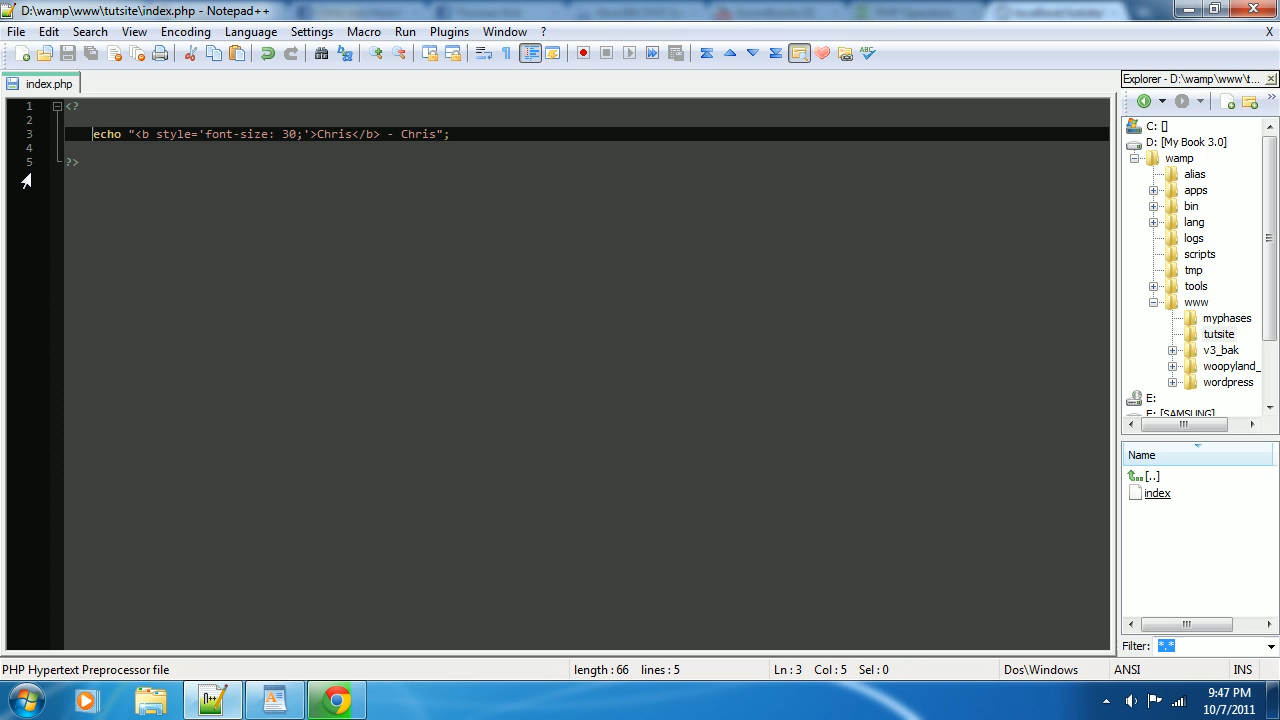 D:\wamp\www\tutsite\index.php - Notepad++
File Edit Search View Encoding Language Settings Macro Run Plugins Window ? X
index.php
1 <?
2
3 echo "<b style='font-size: 30;'>Chris</b> - Chris";
4
5 ?>
Explorer - D:\wamp\www\t...
C: []
D: [My Book 3.0]
wamp
alias
apps
bin
lang
logs
scripts
tmp
tools
www
myphases
tutsite
v3_bak
woopyland_
wordpress
E:
F: [SAMSUNG]
Name
[..]
index
Filter: *.*
PHP Hypertext Preprocessor file length : 66 lines : 5 Ln : 3 Col : 5 Sel : 0 Dos\Windows ANSI INS
9:47 PM
10/7/2011